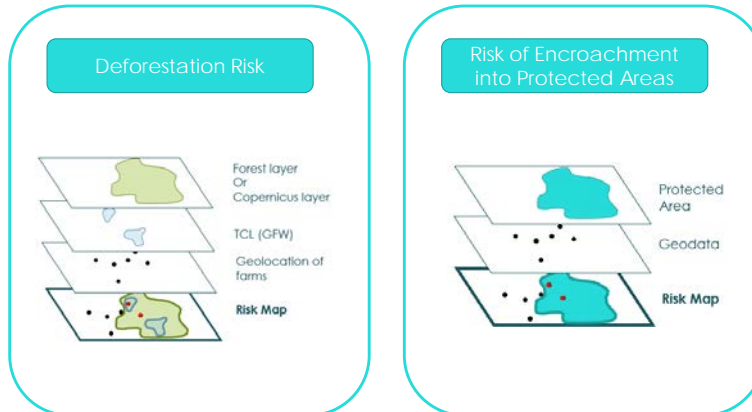 Deforestation Risk
Forest layer
Or
Copernicus layer
TCL (GFW)
Geolocation of
farms
Risk Map
Risk of Encroachment
into Protected Areas
Protected
Area
Geodata
Risk Map